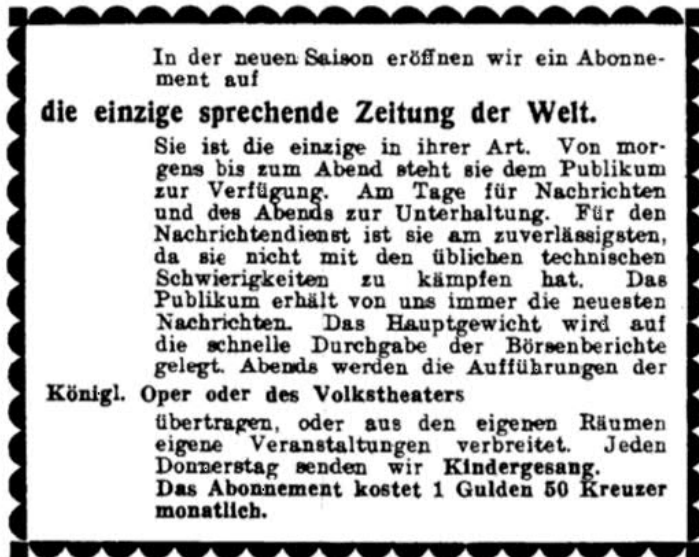 In der neuen Saison eröffnen wir ein Abonne-
ment auf
die einzige sprechende Zeitung der Welt.
Sie ist die einzige in ihrer Art. Von mor-
gens bis zum Abend steht sie dem Publikum
zur Verfügung. Am Tage für Nachrichten
und des Abends zur Unterhaltung. Für den
Nachrichtendienst ist sie am zuverlässigsten,
da sie nicht mit den üblichen technischen
Schwierigkeiten zu kämpfen hat. Das
Publikum erhält von uns immer die neuesten
Nachrichten. Das Hauptgewicht wird auf
die schnelle Durchgabe der Börsenberichte
gelegt. Abends werden die Aufführungen der
Königl. Oper oder des Volkstheaters
übertragen, oder aus den eigenen Räumen
eigene Veranstaltungen verbreitet. Jeden
Donnerstag senden wir Kindergesang.
Das Abonnement kostet 1 Gulden 50 Kreuzer
monatlich.